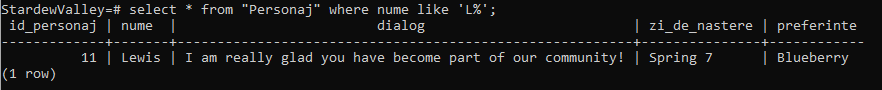 StardewValley=# select * from "Personaj" where nume like 'L%';
 id_personaj | nume  |                         dialog                          | zi_de_nastere | preferinte
-------------+-------+---------------------------------------------------------+---------------+------------
          11 | Lewis | I am really glad you have become part of our community! | Spring 7      | Blueberry
(1 row)